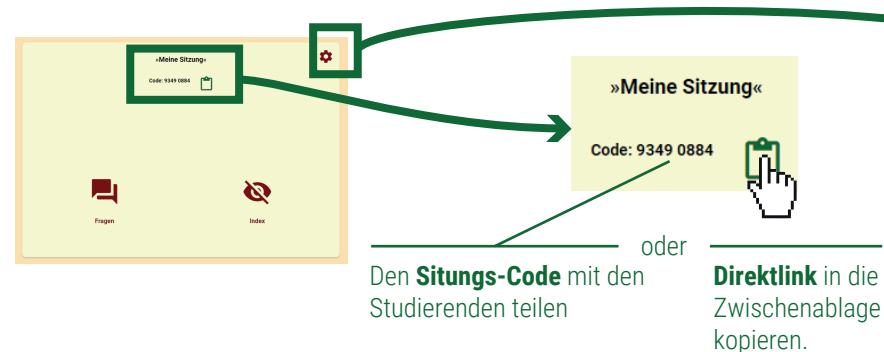 »Meine Sitzung«
Code: 9349 0884
Fragen
Index
»Meine Sitzung«
Code: 9349 0884
oder
Den Situngs-Code mit den
Studierenden teilen
Direktlink in die
Zwischenablage
kopieren.